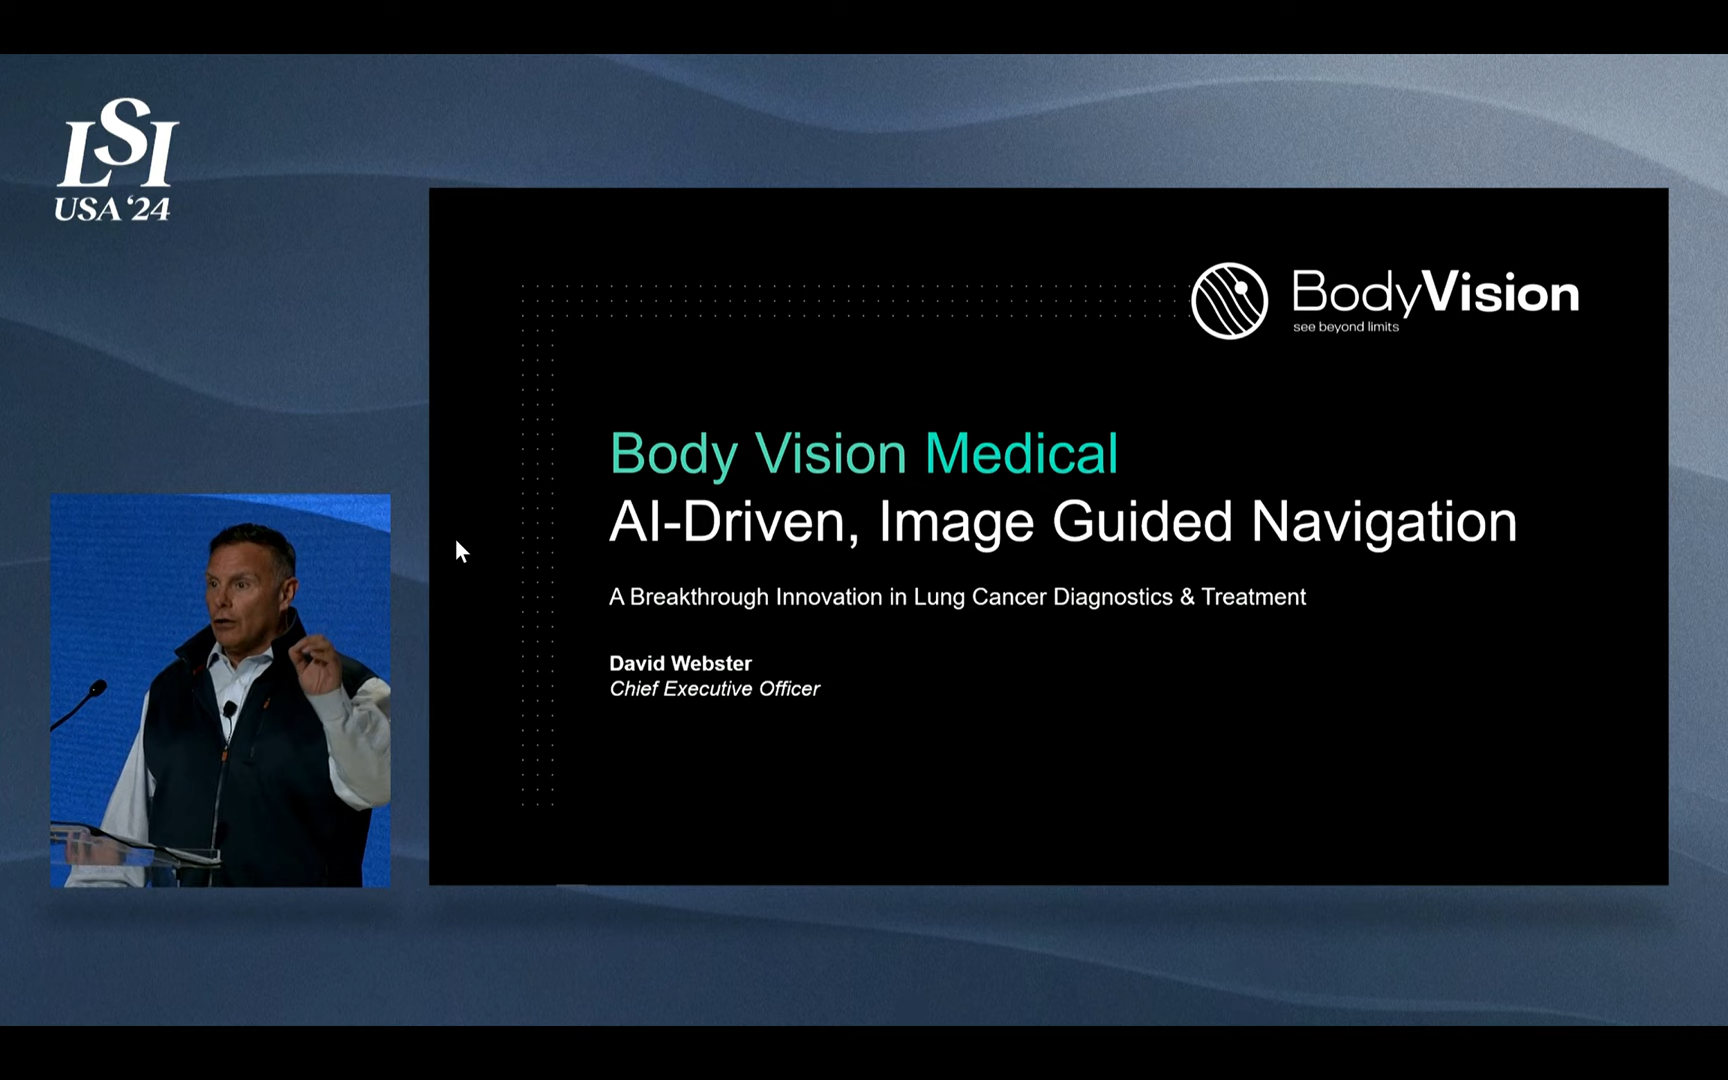 LSI
USA '24
BodyVision
see beyond limits
Body Vision Medical
AI-Driven, Image Guided Navigation
A Breakthrough Innovation in Lung Cancer Diagnostics & Treatment
David Webster
Chief Executive Officer